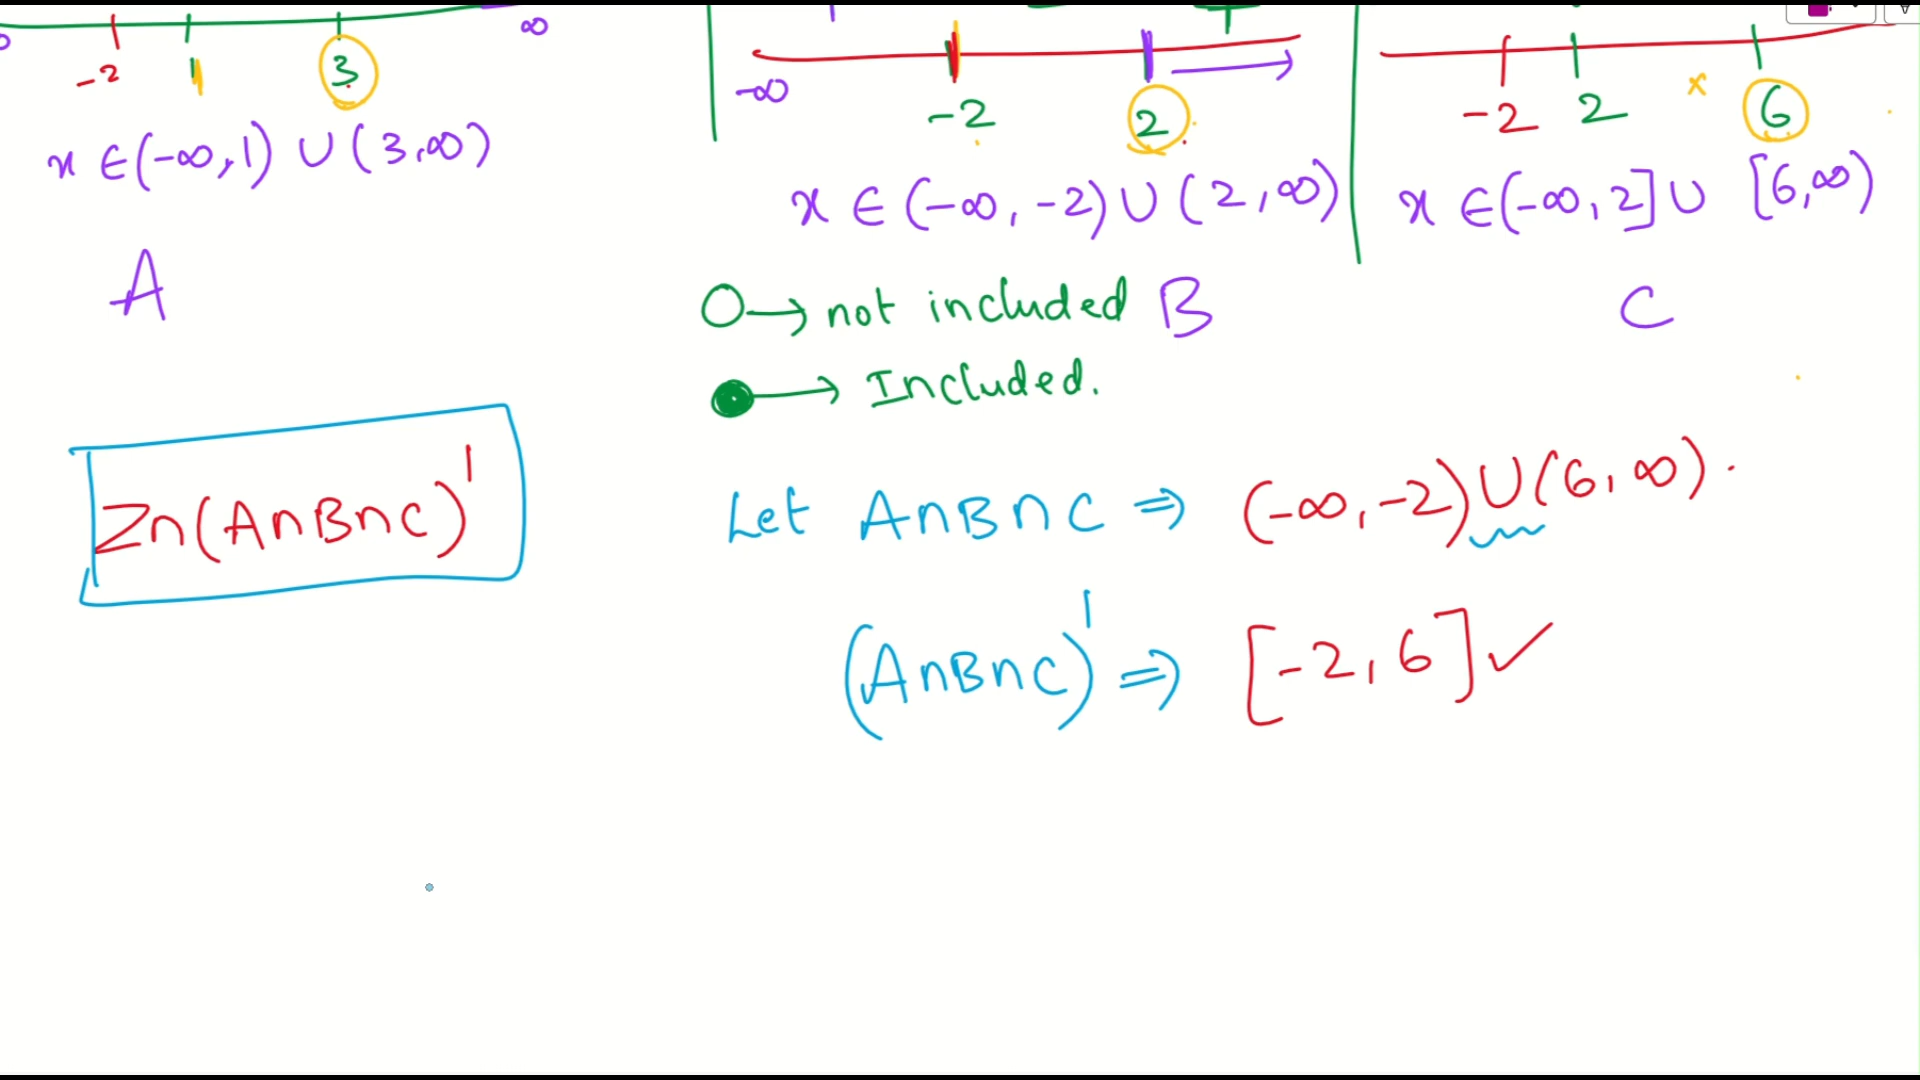 -2 1 3 ∞
x ∈ (-∞, 1) ∪ (3, ∞)
A
-∞ -2 2
x ∈ (-∞, -2) ∪ (2, ∞)
O → not included B
● → Included.
-2 2 x 6
x ∈ (-∞, 2] ∪ [6, ∞)
C
Z∩(A∩B∩C)'
Let A∩B∩C ⇒ (-∞, -2) ∪ (6, ∞).
(A∩B∩C)' ⇒ [-2, 6] ✓